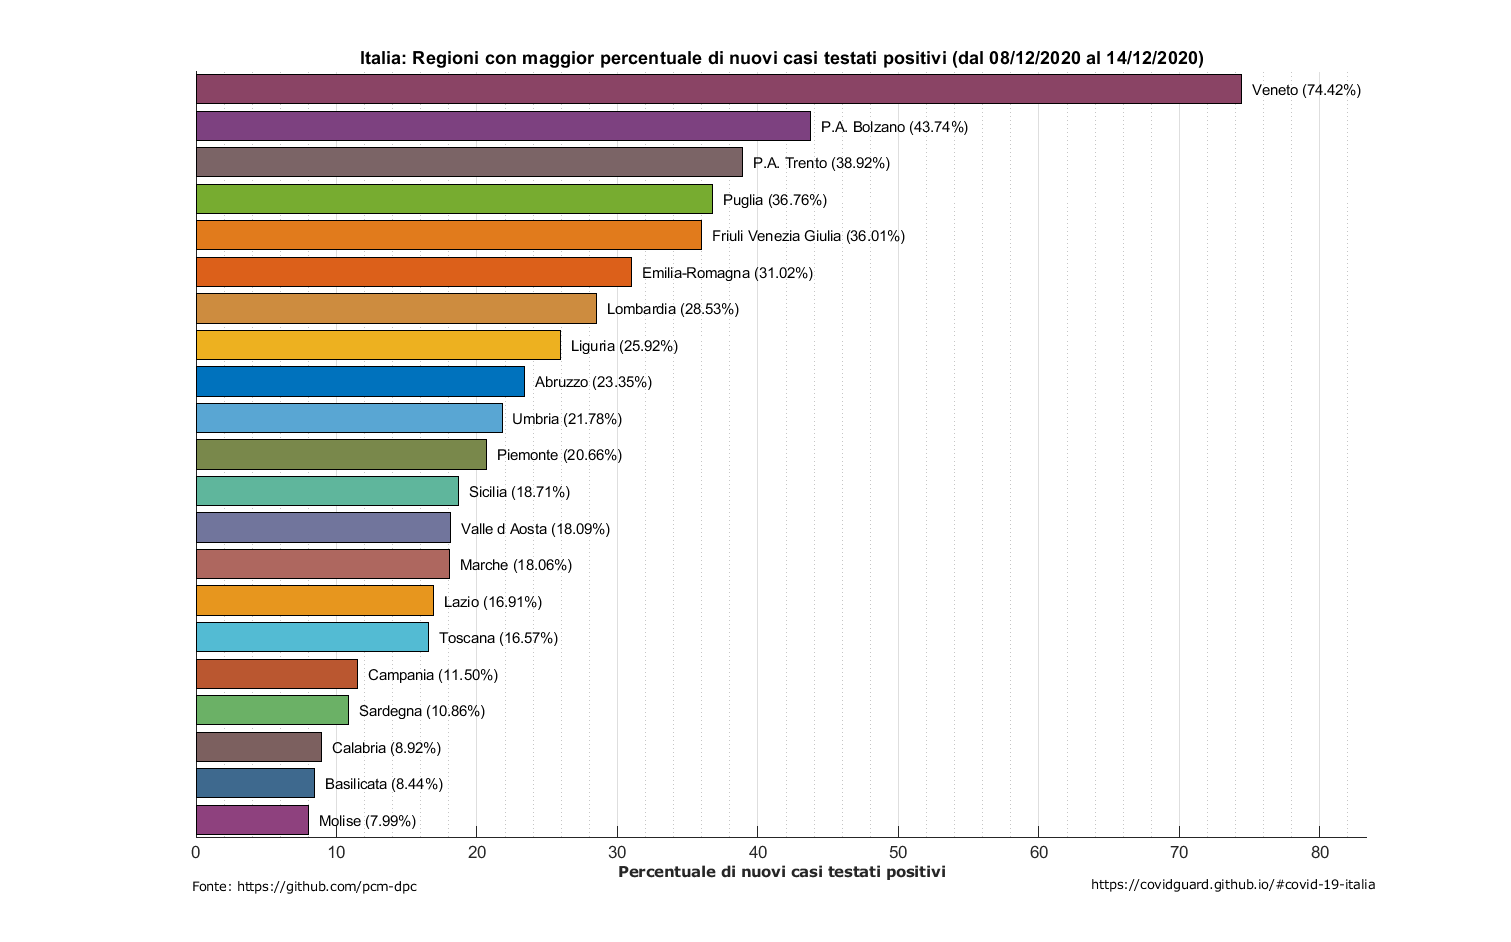 Italia: Regioni con maggior percentuale di nuovi casi testati positivi (dal 08/12/2020 al 14/12/2020)
Veneto (74.42%)
P.A. Bolzano (43.74%)
P.A. Trento (38.92%)
Puglia (36.76%)
Friuli Venezia Giulia (36.01%)
Emilia-Romagna (31.02%)
Lombardia (28.53%)
Liguria (25.92%)
Abruzzo (23.35%)
Umbria (21.78%)
Piemonte (20.66%)
Sicilia (18.71%)
Valle d Aosta (18.09%)
Marche (18.06%)
Lazio (16.91%)
Toscana (16.57%)
Campania (11.50%)
Sardegna (10.86%)
Calabria (8.92%)
Basilicata (8.44%)
Molise (7.99%)
0 10 20 30 40 50 60 70 80
Percentuale di nuovi casi testati positivi
Fonte: https://github.com/pcm-dpc
https://covidguard.github.io/#covid-19-italia